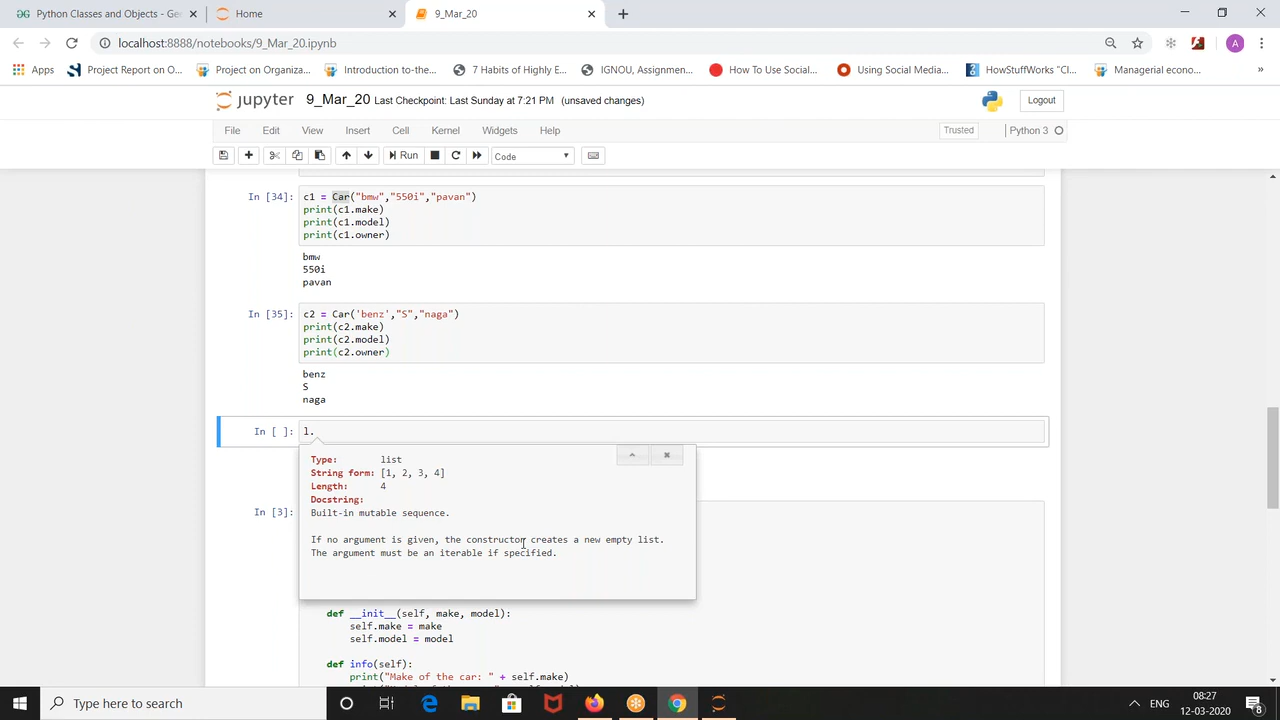 Python Classes and Objects - Gee
Home
9_Mar_20
localhost:8888/notebooks/9_Mar_20.ipynb
A
Apps
Project Report on O...
Project on Organiza...
Introduction-to-the...
7 Habits of Highly E...
IGNOU, Assignmen...
How To Use Social...
Using Social Media...
HowStuffWorks "Cl...
Managerial econo...
»
jupyter 9_Mar_20 Last Checkpoint: Last Sunday at 7:21 PM (unsaved changes)
Logout
File Edit View Insert Cell Kernel Widgets Help
Trusted
Python 3
Run
Code
In [34]: c1 = Car("bmw","550i","pavan")
print(c1.make)
print(c1.model)
print(c1.owner)
bmw
550i
pavan
In [35]: c2 = Car('benz',"S","naga")
print(c2.make)
print(c2.model)
print(c2.owner)
benz
S
naga
In [ ]: l.
Type: list
String form: [1, 2, 3, 4]
Length: 4
Docstring:
Built-in mutable sequence.
If no argument is given, the constructor creates a new empty list.
The argument must be an iterable if specified.
In [3]:
def __init__(self, make, model):
self.make = make
self.model = model
def info(self):
print("Make of the car: " + self.make)
Type here to search
ENG
08:27
12-03-2020
8